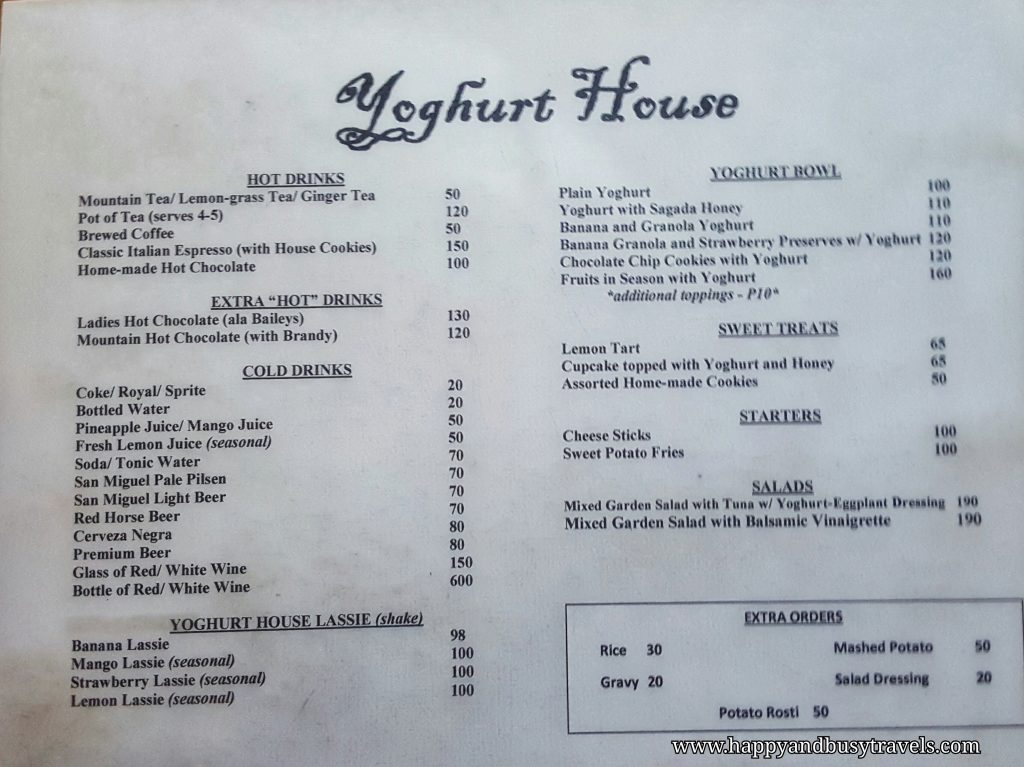 Yoghurt House
HOT DRINKS
Mountain Tea/ Lemon-grass Tea/ Ginger Tea 50
Pot of Tea (serves 4-5) 120
Brewed Coffee 50
Classic Italian Espresso (with House Cookies) 150
Home-made Hot Chocolate 100
EXTRA “HOT” DRINKS
Ladies Hot Chocolate (ala Baileys) 130
Mountain Hot Chocolate (with Brandy) 120
COLD DRINKS
Coke/ Royal/ Sprite 20
Bottled Water 20
Pineapple Juice/ Mango Juice 50
Fresh Lemon Juice (seasonal) 50
Soda/ Tonic Water 70
San Miguel Pale Pilsen 70
San Miguel Light Beer 70
Red Horse Beer 70
Cerveza Negra 80
Premium Beer 80
Glass of Red/ White Wine 150
Bottle of Red/ White Wine 600
YOGHURT HOUSE LASSIE (shake)
Banana Lassie 98
Mango Lassie (seasonal) 100
Strawberry Lassie (seasonal) 100
Lemon Lassie (seasonal) 100
YOGHURT BOWL
Plain Yoghurt 100
Yoghurt with Sagada Honey 110
Banana and Granola Yoghurt 110
Banana Granola and Strawberry Preserves w/ Yoghurt 120
Chocolate Chip Cookies with Yoghurt 120
Fruits in Season with Yoghurt 160
*additional toppings - P10*
SWEET TREATS
Lemon Tart 65
Cupcake topped with Yoghurt and Honey 65
Assorted Home-made Cookies 50
STARTERS
Cheese Sticks 100
Sweet Potato Fries 100
SALADS
Mixed Garden Salad with Tuna w/ Yoghurt-Eggplant Dressing 190
Mixed Garden Salad with Balsamic Vinaigrette 190
EXTRA ORDERS
Rice 30 Mashed Potato 50
Gravy 20 Salad Dressing 20
Potato Rosti 50
www.happyandbusytravels.com